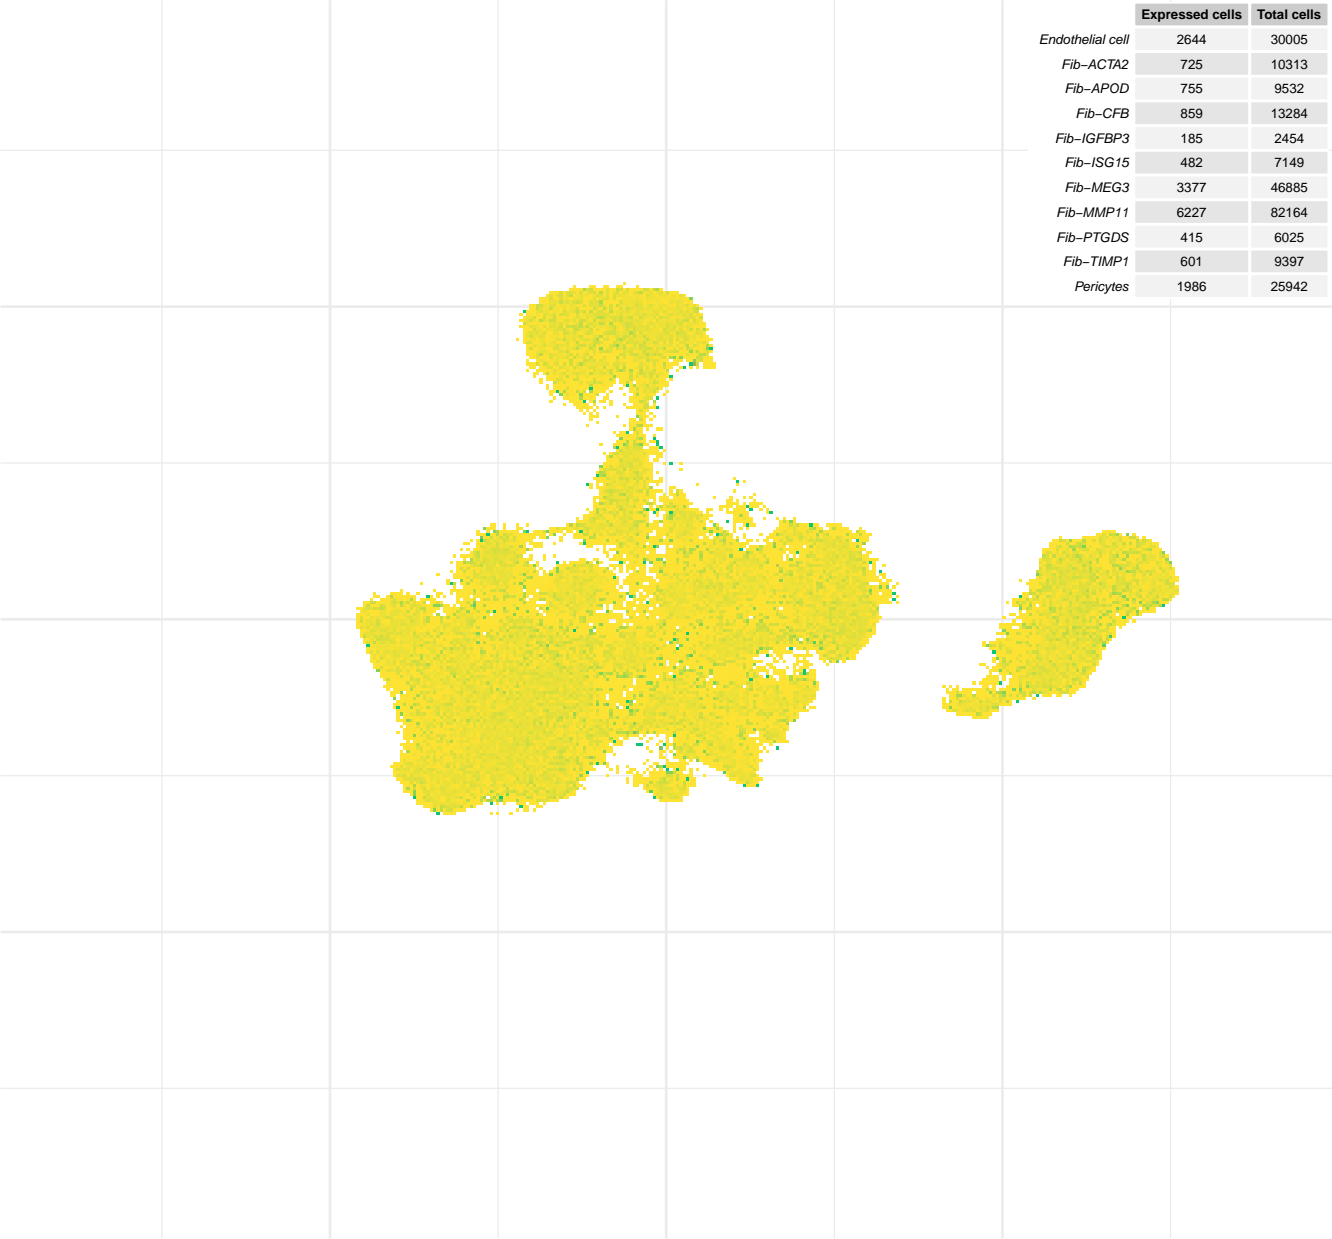 Expressed cells Total cells
Endothelial cell 2644 30005
Fib−ACTA2 725 10313
Fib−APOD 755 9532
Fib−CFB 859 13284
Fib−IGFBP3 185 2454
Fib−ISG15 482 7149
Fib−MEG3 3377 46885
Fib−MMP11 6227 82164
Fib−PTGDS 415 6025
Fib−TIMP1 601 9397
Pericytes 1986 25942